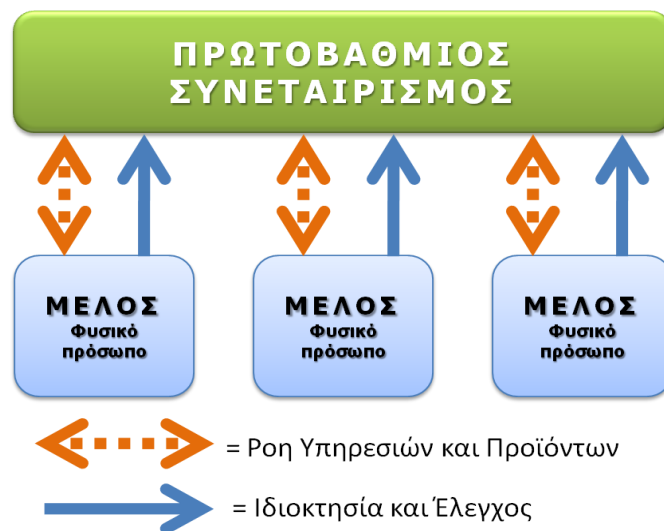 ΠΡΩΤΟΒΑΘΜΙΟΣ
ΣΥΝΕΤΑΙΡΙΣΜΟΣ
ΜΕΛΟΣ
Φυσικό
πρόσωπο
ΜΕΛΟΣ
Φυσικό
πρόσωπο
ΜΕΛΟΣ
Φυσικό
πρόσωπο
= Ροη Υπηρεσιών και Προϊόντων
= Ιδιοκτησία και Έλεγχος